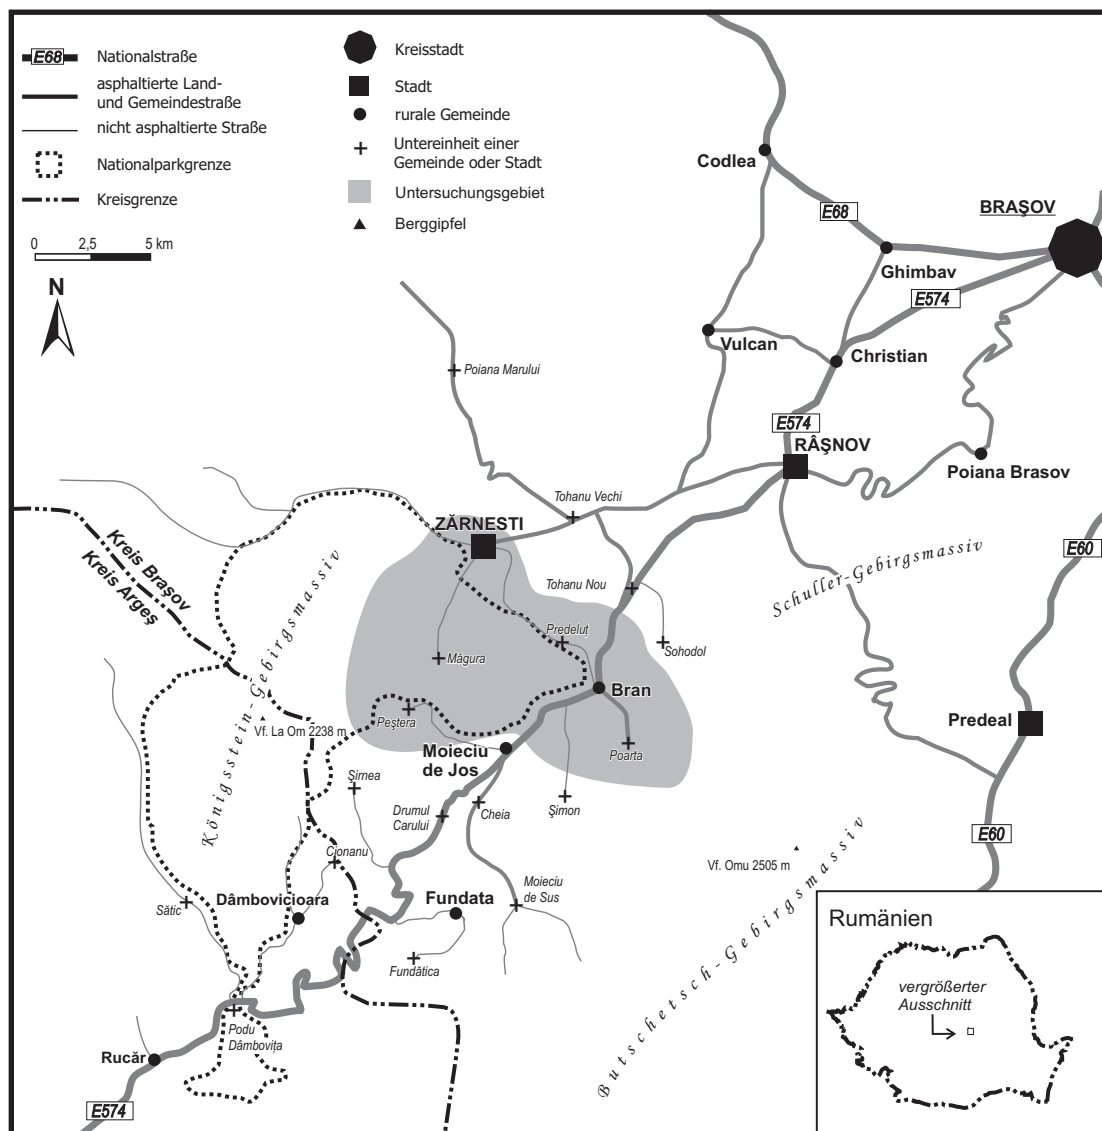 E68
Nationalstraße
asphaltierte Land-
und Gemeindestraße
nicht asphaltierte Straße
Nationalparkgrenze
Kreisgrenze
0 2,5 5 km
N
Kreisstadt
Stadt
rurale Gemeinde
Untereinheit einer
Gemeinde oder Stadt
Untersuchungsgebiet
Berggipfel
Codlea
E68
BRAŞOV
Ghimbav
E574
Vulcan
Christian
Poiana Marului
E574
RÂŞNOV
Poiana Brasov
Tohanu Vechi
ZĂRNESTI
Kreis Braşov
Kreis Argeş
Königsstein-Gebirgsmassiv
Schuller-Gebirgsmassiv
E60
Tohanu Nou
Predeluţ
Sohodol
Măgura
Bran
Peştera
Vf. La Om 2238 m
Predeal
Moieciu
de Jos
Poarta
Şirnea
Drumul
Carului
Cheia
Şimon
E60
Cionanu
Vf. Omu 2505 m
Butschetsch-Gebirgsmassiv
Moieciu
de Sus
Dâmbovicioara
Fundata
Sătic
Fundătica
Podu
Dâmboviţa
Rucăr
E574
Rumänien
vergrößerter
Ausschnitt